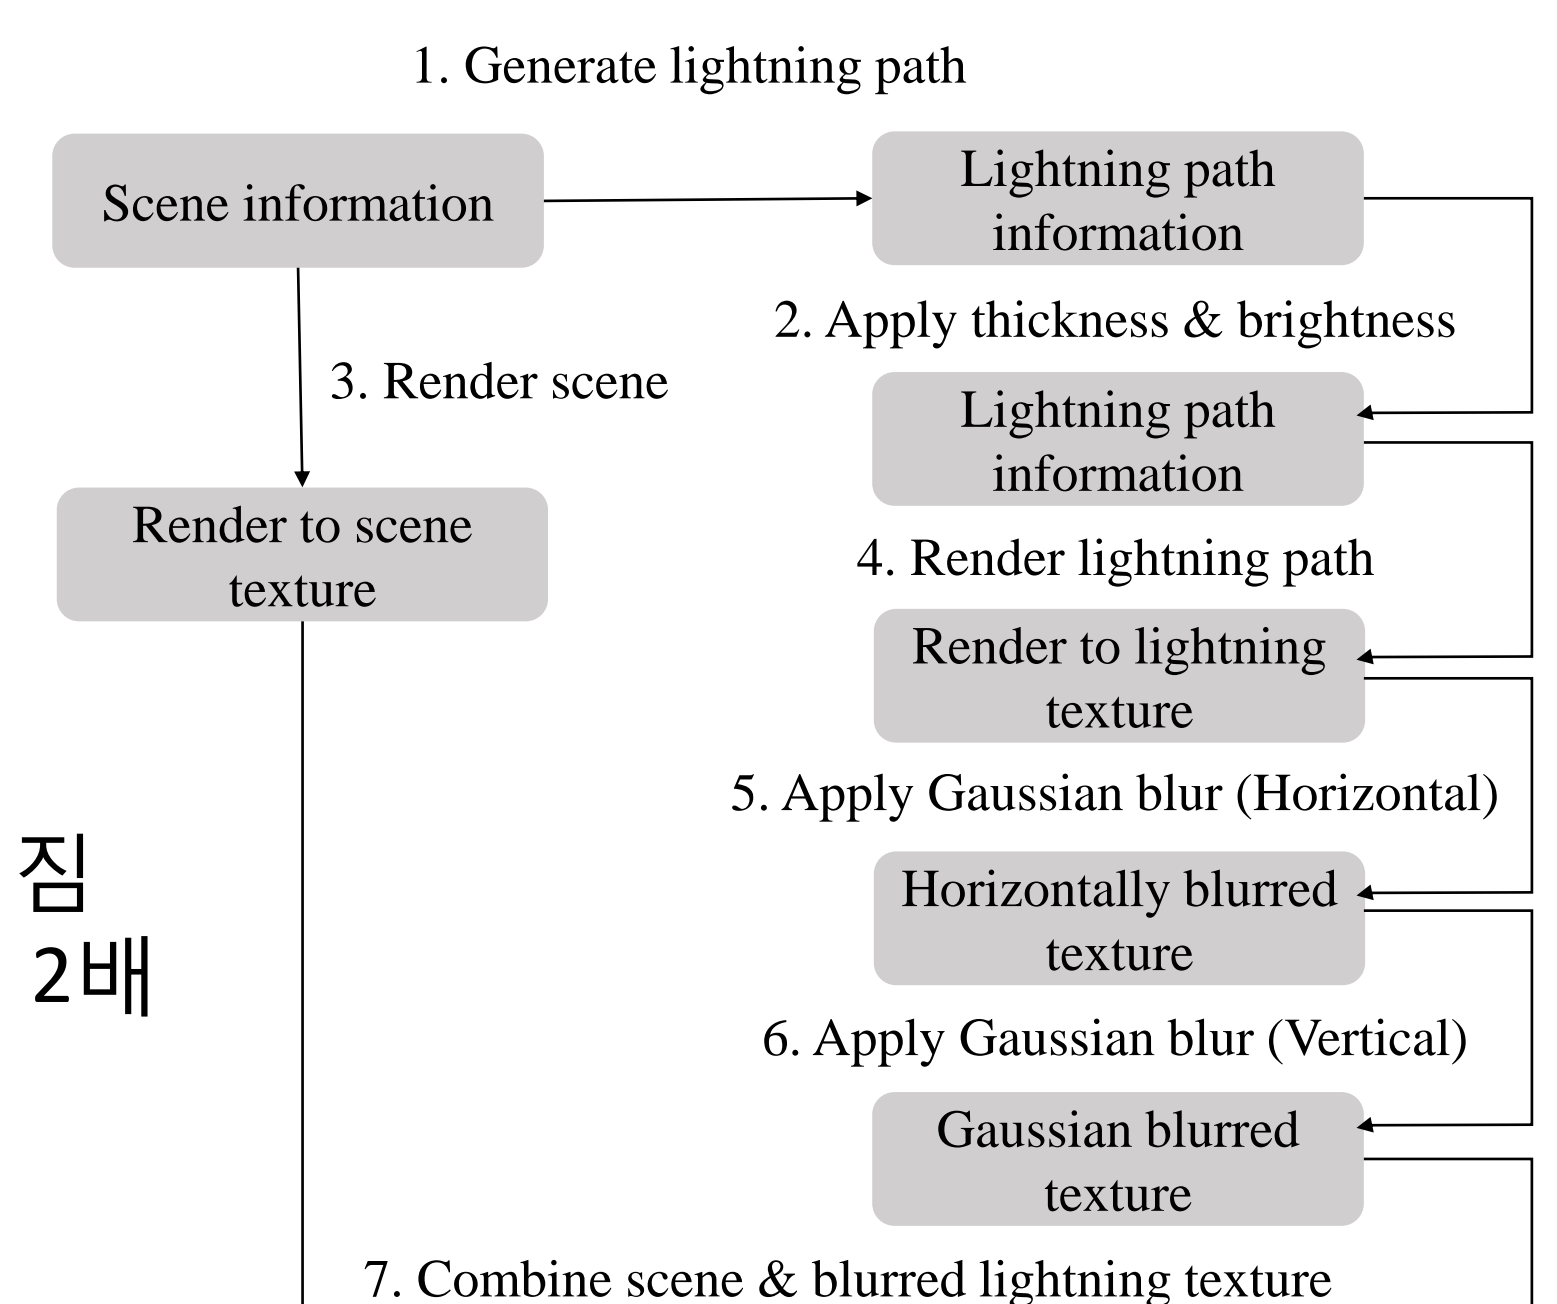 1. Generate lightning path
Scene information
Lightning path
information
2. Apply thickness & brightness
3. Render scene
Lightning path
information
Render to scene
texture
4. Render lightning path
Render to lightning
texture
5. Apply Gaussian blur (Horizontal)
짐
2배
Horizontally blurred
texture
6. Apply Gaussian blur (Vertical)
Gaussian blurred
texture
7. Combine scene & blurred lightning texture